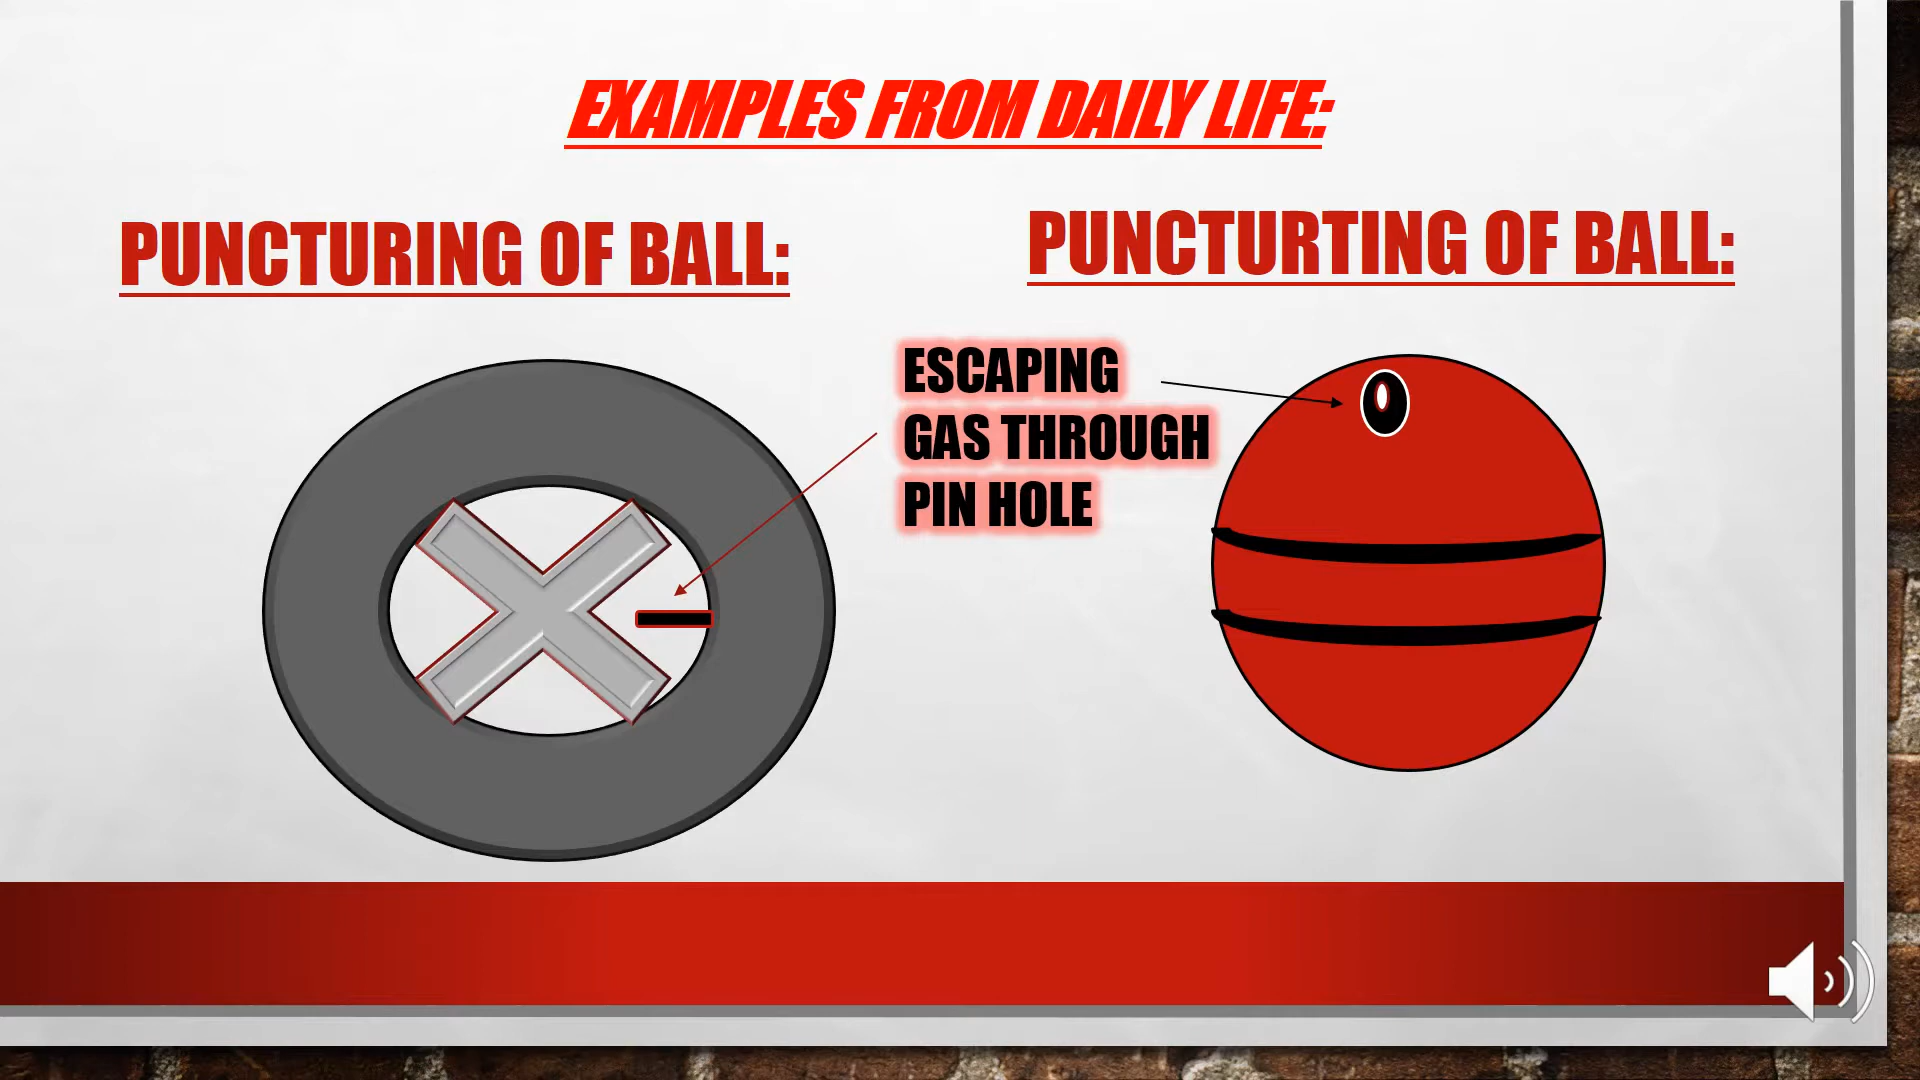 EXAMPLES FROM DAILY LIFE:
PUNCTURING OF BALL:
PUNCTURTING OF BALL:
ESCAPING
GAS THROUGH
PIN HOLE